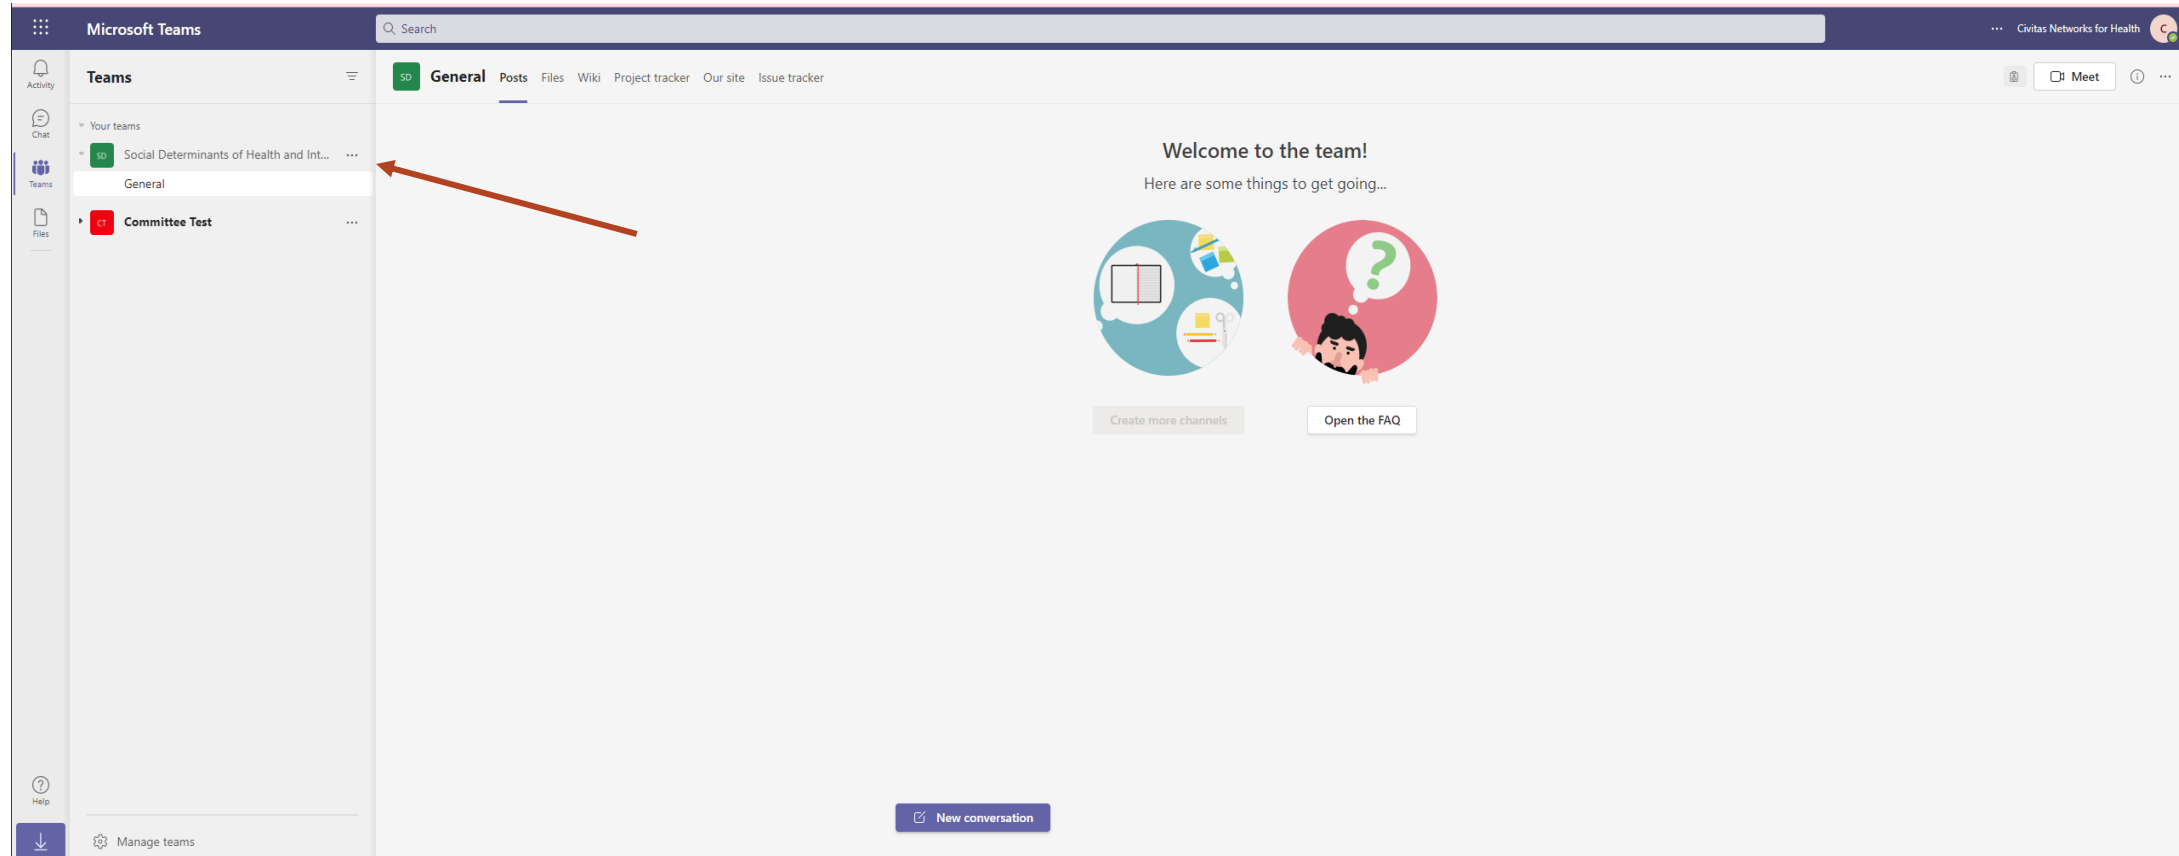 Microsoft Teams
Search
Civitas Networks for Health
C
Activity
Chat
Teams
Files
Help
Teams
Your teams
SD Social Determinants of Health and Int...
General
CT Committee Test
Manage teams
SD General Posts Files Wiki Project tracker Our site Issue tracker
Meet
Welcome to the team!
Here are some things to get going...
Create more channels
Open the FAQ
New conversation